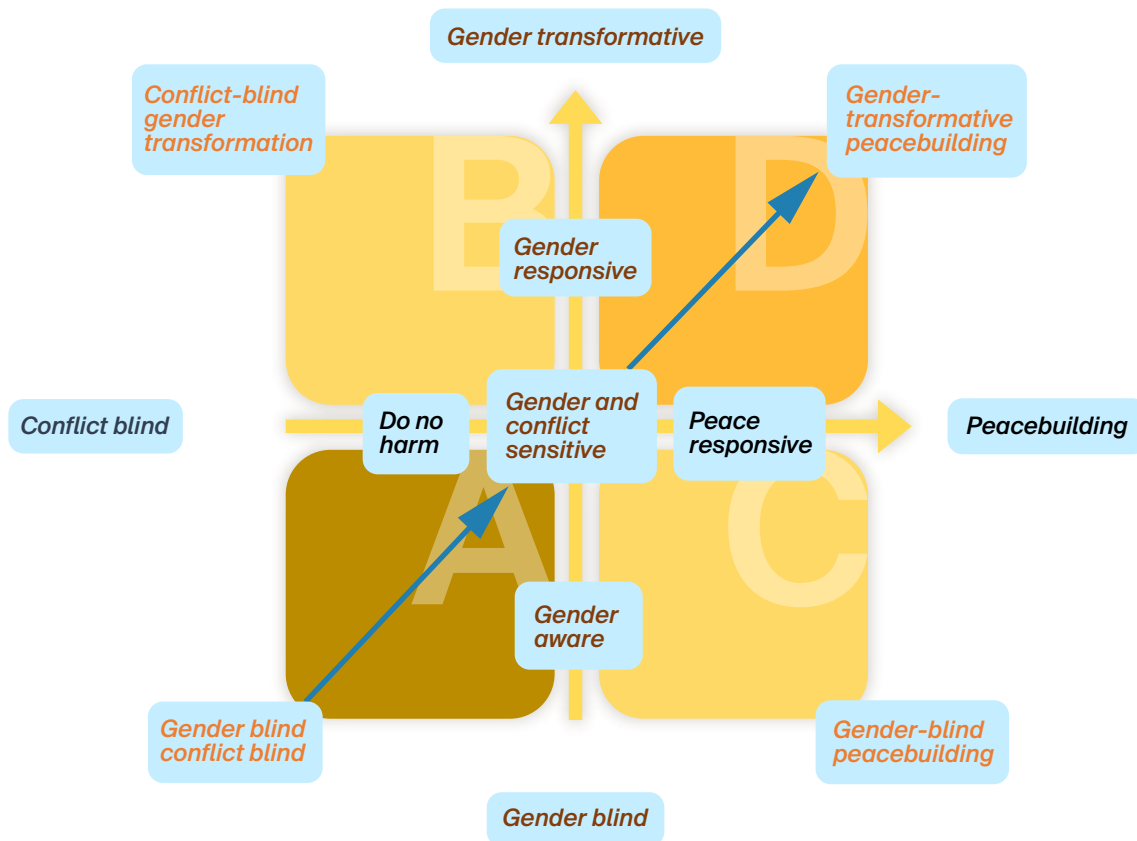 Gender transformative
Conflict-blind
gender
transformation
Gender-
transformative
peacebuilding
B
D
Gender
responsive
Conflict blind
Do no
harm
Gender and
conflict
sensitive
Peace
responsive
Peacebuilding
A
C
Gender
aware
Gender blind
conflict blind
Gender-blind
peacebuilding
Gender blind